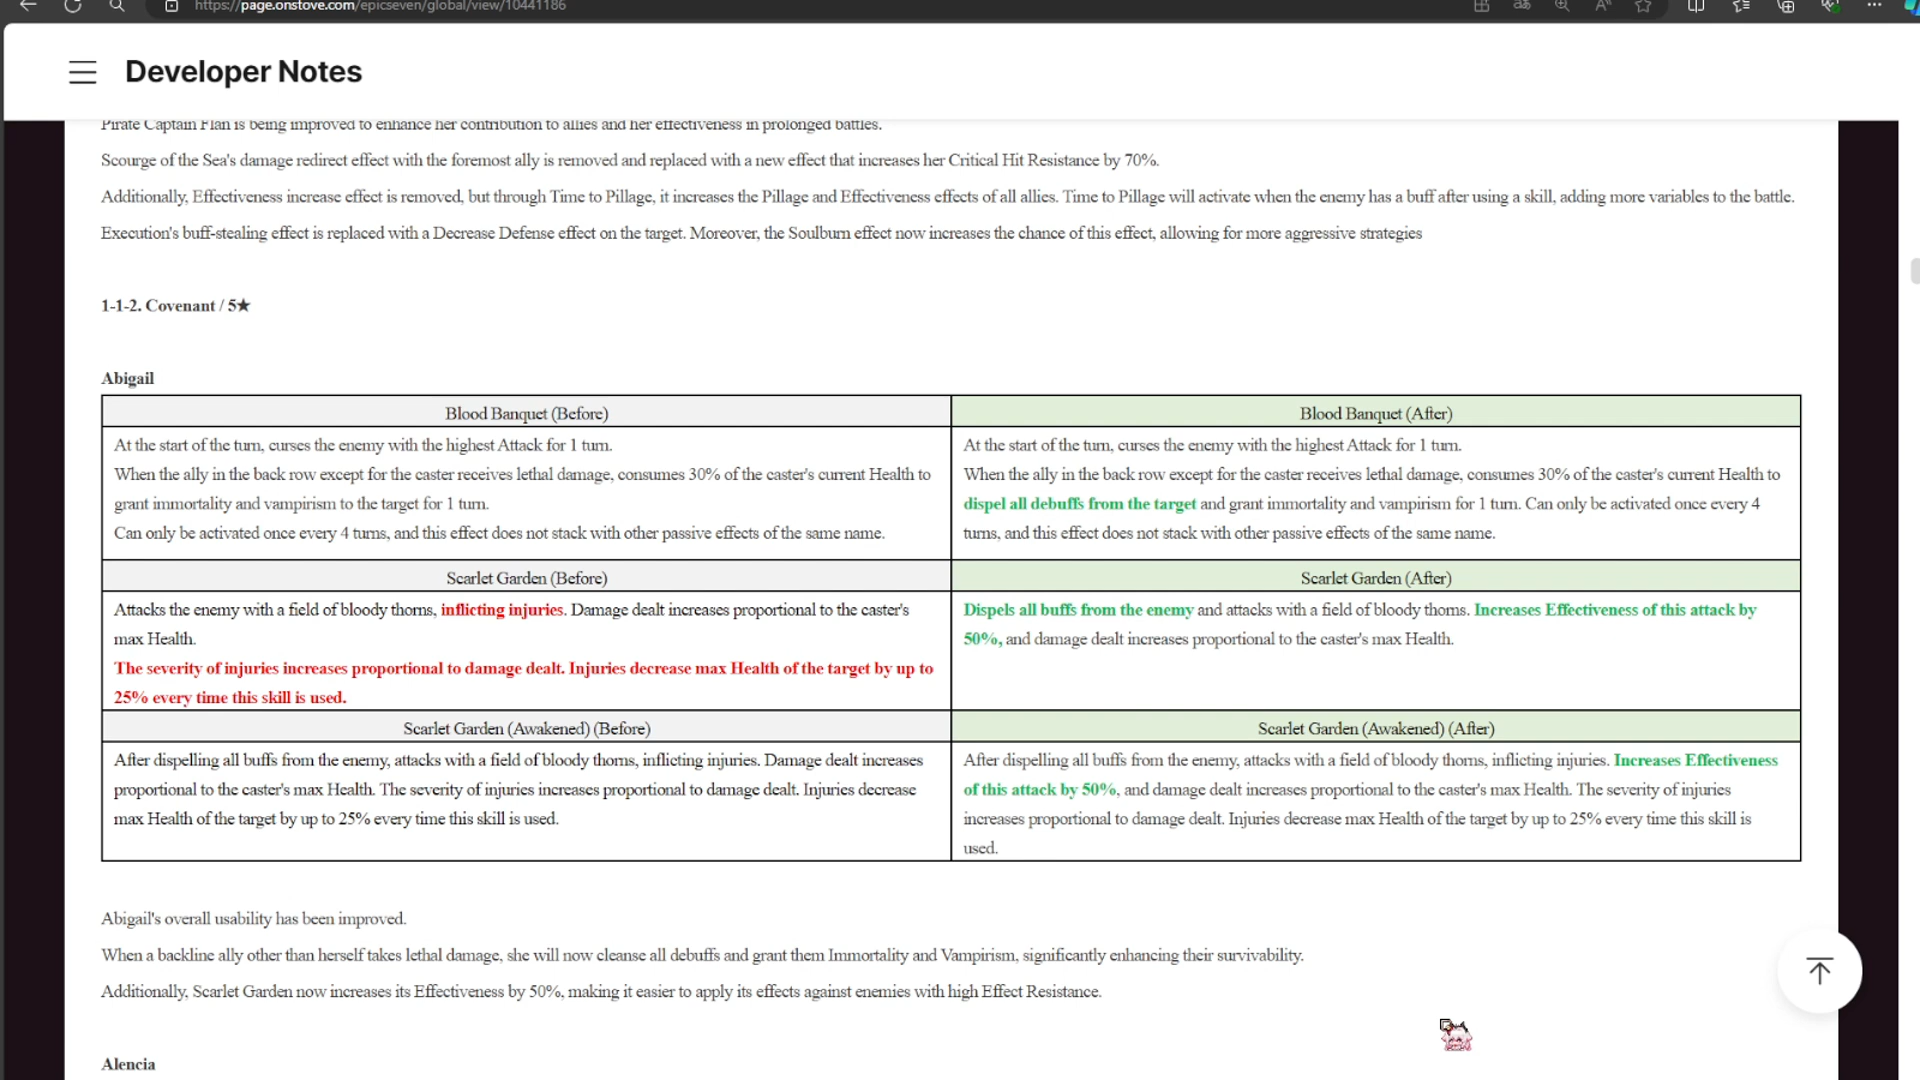 https://page.onstove.com/epicseven/global/view/10441186
Developer Notes
Pirate Captain Flan is being improved to enhance her contribution to allies and her effectiveness in prolonged battles.
Scourge of the Sea's damage redirect effect with the foremost ally is removed and replaced with a new effect that increases her Critical Hit Resistance by 70%.
Additionally, Effectiveness increase effect is removed, but through Time to Pillage, it increases the Pillage and Effectiveness effects of all allies. Time to Pillage will activate when the enemy has a buff after using a skill, adding more variables to the battle.
Execution's buff-stealing effect is replaced with a Decrease Defense effect on the target. Moreover, the Soulburn effect now increases the chance of this effect, allowing for more aggressive strategies
1-1-2. Covenant / 5★
Abigail
Blood Banquet (Before)
At the start of the turn, curses the enemy with the highest Attack for 1 turn.
When the ally in the back row except for the caster receives lethal damage, consumes 30% of the caster's current Health to
grant immortality and vampirism to the target for 1 turn.
Can only be activated once every 4 turns, and this effect does not stack with other passive effects of the same name.
Blood Banquet (After)
At the start of the turn, curses the enemy with the highest Attack for 1 turn.
When the ally in the back row except for the caster receives lethal damage, consumes 30% of the caster's current Health to
dispel all debuffs from the target and grant immortality and vampirism for 1 turn. Can only be activated once every 4
turns, and this effect does not stack with other passive effects of the same name.
Scarlet Garden (Before)
Attacks the enemy with a field of bloody thorns, inflicting injuries. Damage dealt increases proportional to the caster's
max Health.
The severity of injuries increases proportional to damage dealt. Injuries decrease max Health of the target by up to
25% every time this skill is used.
Scarlet Garden (After)
Dispels all buffs from the enemy and attacks with a field of bloody thorns. Increases Effectiveness of this attack by
50%, and damage dealt increases proportional to the caster's max Health.
Scarlet Garden (Awakened) (Before)
After dispelling all buffs from the enemy, attacks with a field of bloody thorns, inflicting injuries. Damage dealt increases
proportional to the caster's max Health. The severity of injuries increases proportional to damage dealt. Injuries decrease
max Health of the target by up to 25% every time this skill is used.
Scarlet Garden (Awakened) (After)
After dispelling all buffs from the enemy, attacks with a field of bloody thorns, inflicting injuries. Increases Effectiveness
of this attack by 50%, and damage dealt increases proportional to the caster's max Health. The severity of injuries
increases proportional to damage dealt. Injuries decrease max Health of the target by up to 25% every time this skill is
used.
Abigail's overall usability has been improved.
When a backline ally other than herself takes lethal damage, she will now cleanse all debuffs and grant them Immortality and Vampirism, significantly enhancing their survivability.
Additionally, Scarlet Garden now increases its Effectiveness by 50%, making it easier to apply its effects against enemies with high Effect Resistance.
Alencia